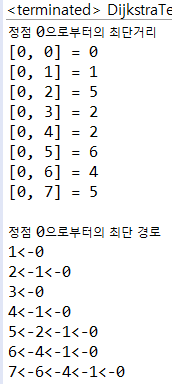 <terminated> DijkstraTe
정점 0으로부터의 최단거리
[0, 0] = 0
[0, 1] = 1
[0, 2] = 5
[0, 3] = 2
[0, 4] = 2
[0, 5] = 6
[0, 6] = 4
[0, 7] = 5
정점 0으로부터의 최단 경로
1<-0
2<-1<-0
3<-0
4<-1<-0
5<-2<-1<-0
6<-4<-1<-0
7<-6<-4<-1<-0